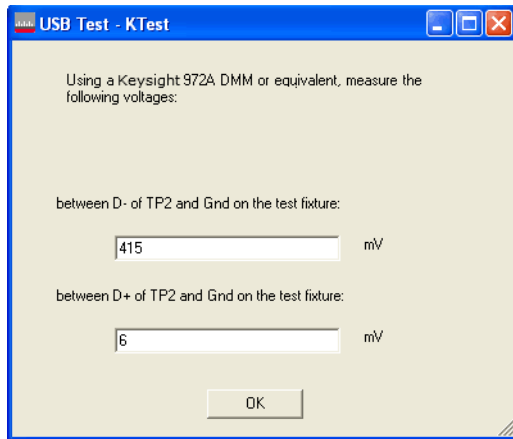 USB Test - KTest
Using a Keysight 972A DMM or equivalent, measure the
following voltages:
between D- of TP2 and Gnd on the test fixture:
415 mV
between D+ of TP2 and Gnd on the test fixture:
6 mV
OK